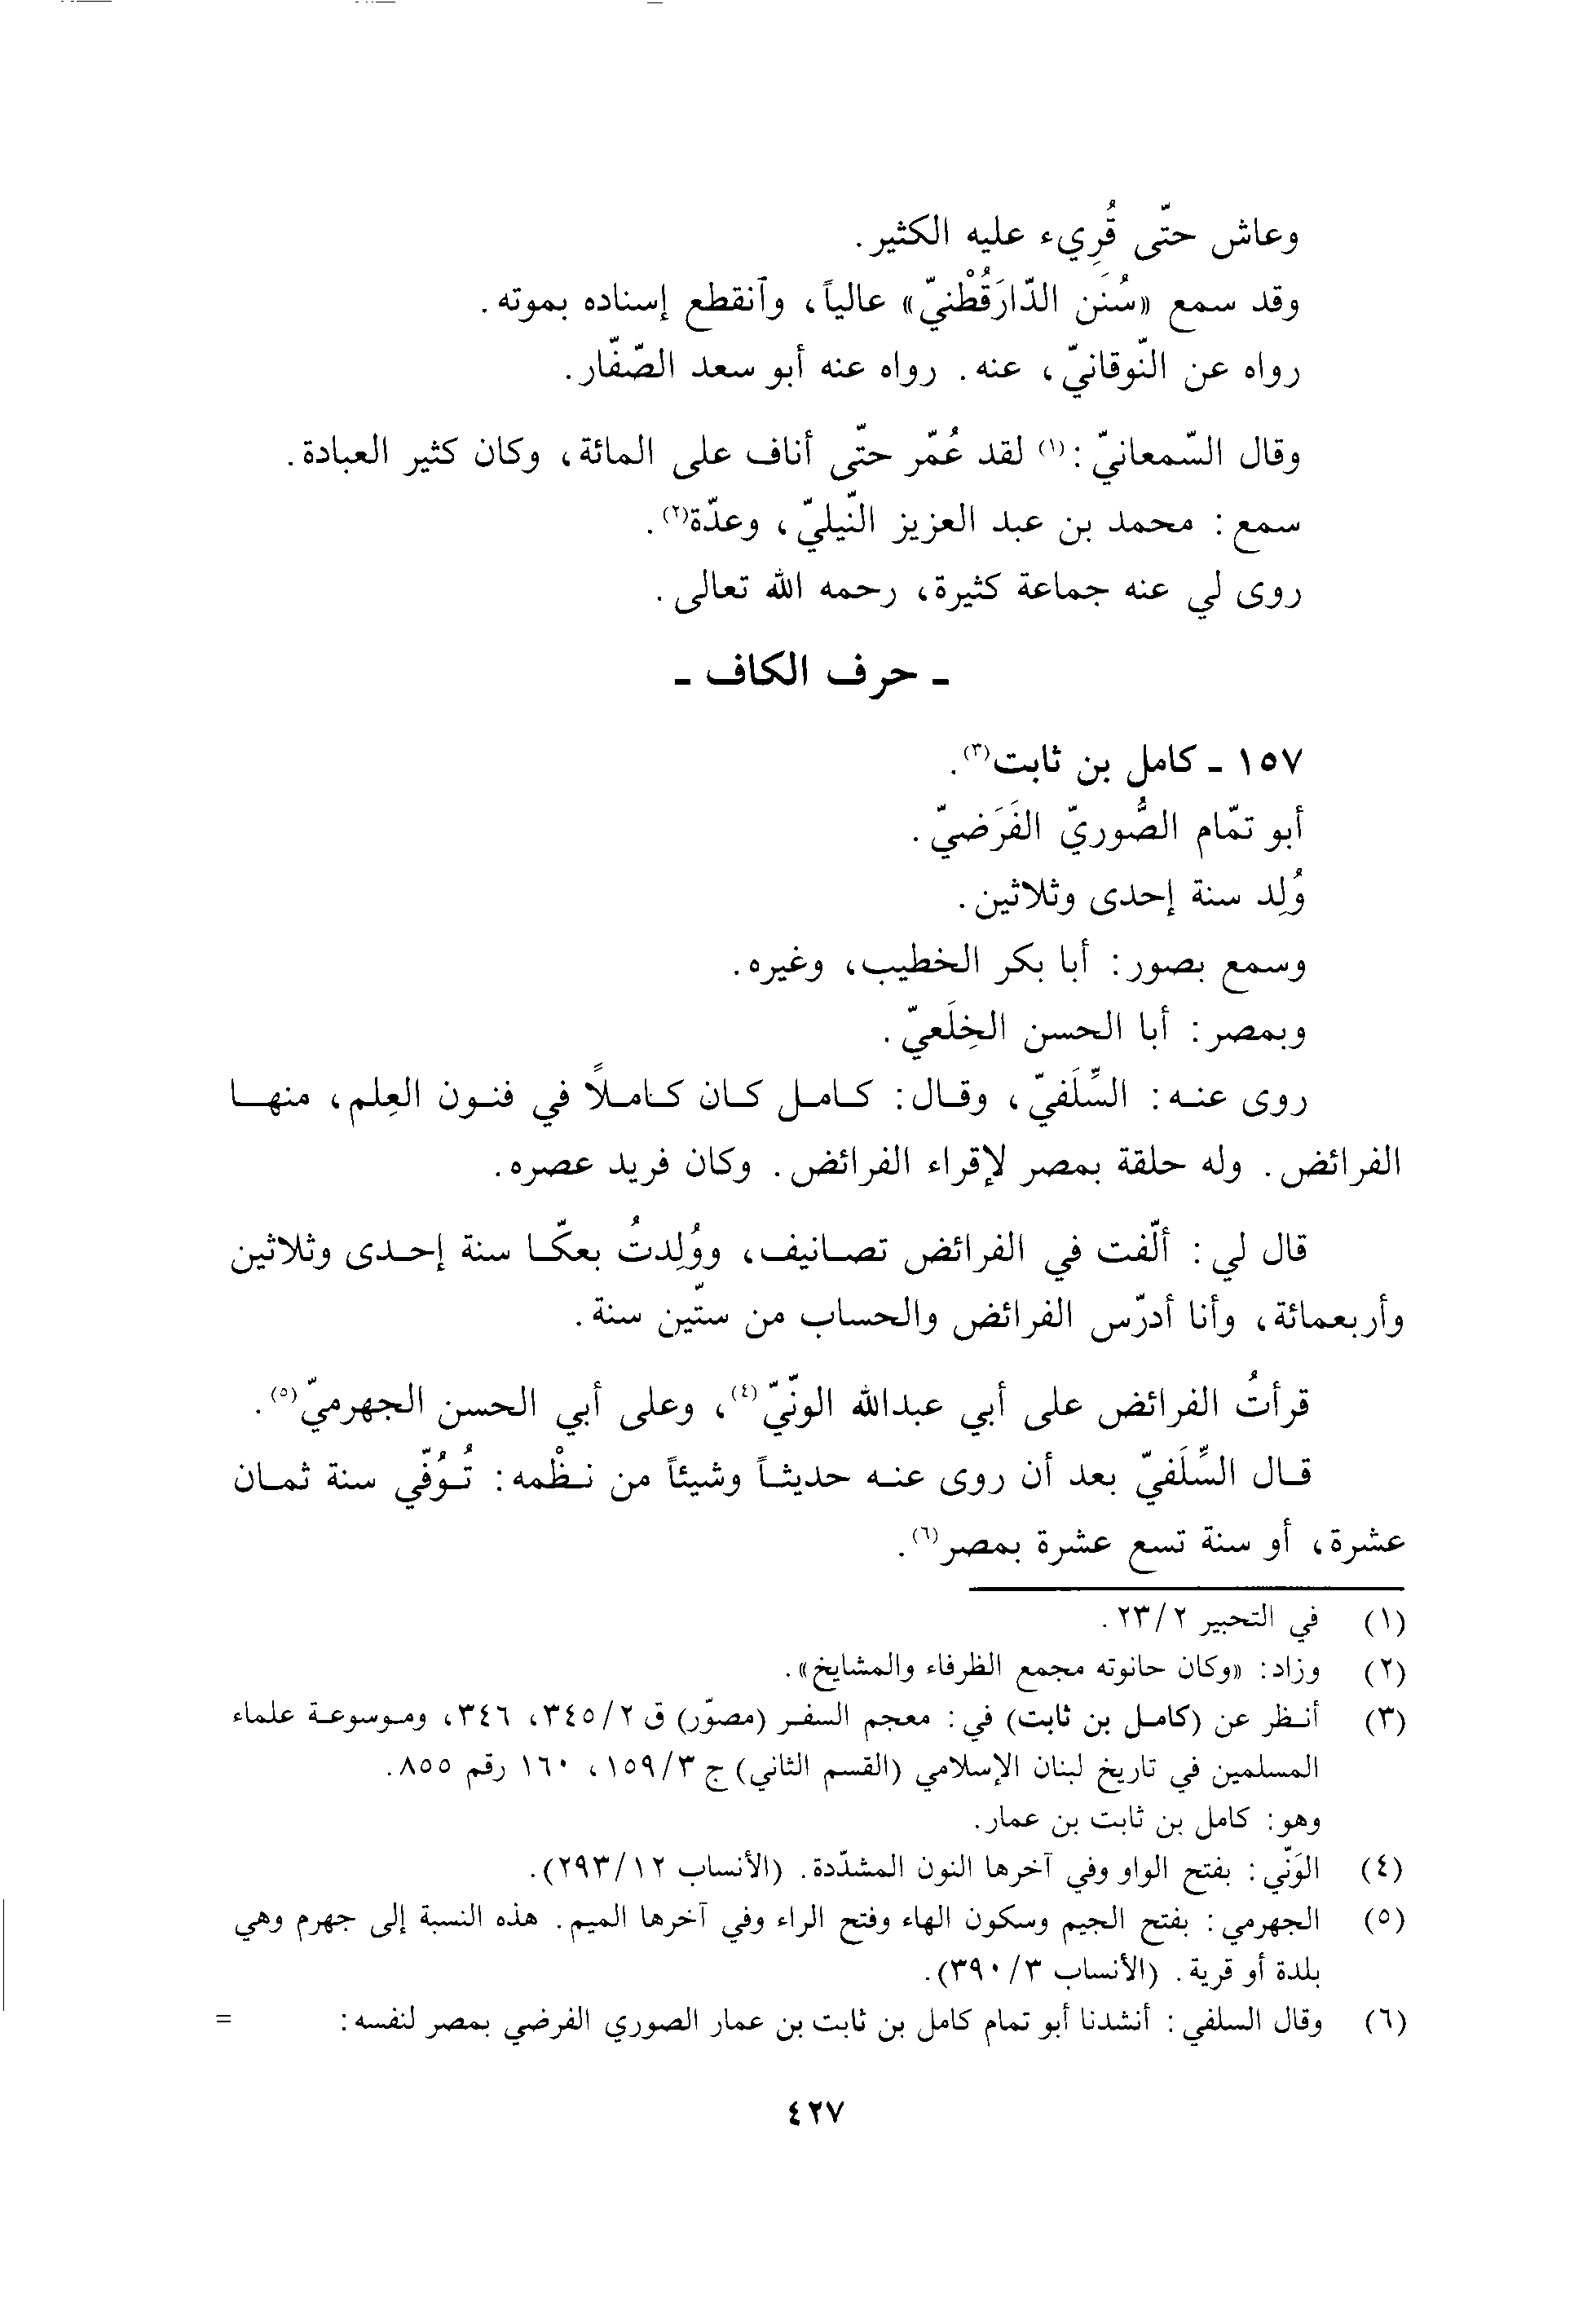 وعاش حتّى قُرِيء عليه الكثير.
وقد سمع «سُنَن الدّارَقُطْنيّ» عالياً، وٱنقطع إسناده بموته.
رواه عن النّوقانيّ، عنه. رواه عنه أبو سعد الصّفّار.
وقال السّمعانيّ:(١) لقد عُمّر حتّى أناف على المائة، وكان كثير العبادة.
سمع: محمد بن عبد العزيز النّيليّ، وعدّة(٢).
روى لي عنه جماعة كثيرة، رحمه الله تعالى.
ـ حرف الكاف ـ
١٥٧ ـ كامل بن ثابت(٣).
أبو تمّام الصُّوريّ الفَرَضيّ.
وُلِد سنة إحدى وثلاثين.
وسمع بصور: أبا بكر الخطيب، وغيره.
وبمصر: أبا الحسن الخِلَعيّ.
روى عنه: السِّلَفيّ، وقال: كامل كان كاملاً في فنون العِلم، منها
الفرائض. وله حلقة بمصر لإقراء الفرائض. وكان فريد عصره.
قال لي: ألّفت في الفرائض تصانيف، ووُلِدتُ بعكّا سنة إحدى وثلاثين
وأربعمائة، وأنا أدرّس الفرائض والحساب من ستّين سنة.
قرأتُ الفرائض على أبي عبدالله الونّيّ(٤)، وعلى أبي الحسن الجهرميّ(٥).
قال السِّلَفيّ بعد أن روى عنه حديثاً وشيئاً من نظْمه: تُوُفّي سنة ثمان
عشرة، أو سنة تسع عشرة بمصر(٦).
(١) في التحبير ٢٣/٢.
(٢) وزاد: «وكان حانوته مجمع الظرفاء والمشايخ».
(٣) أنظر عن (كامل بن ثابت) في: معجم السفر (مصوّر) ق ٣٤٥/٢، ٣٤٦، وموسوعة علماء
المسلمين في تاريخ لبنان الإسلامي (القسم الثاني) ج ١٥٩/٣، ١٦٠ رقم ٨٥٥.
وهو: كامل بن ثابت بن عمار.
(٤) الوَنّي: بفتح الواو وفي آخرها النون المشدّدة. (الأنساب ٢٩٣/١٢).
(٥) الجهرمي: بفتح الجيم وسكون الهاء وفتح الراء وفي آخرها الميم. هذه النسبة إلى جهرم وهي
بلدة أو قرية. (الأنساب ٣٩٠/٣).
(٦) وقال السلفي: أنشدنا أبو تمام كامل بن ثابت بن عمار الصوري الفرضي بمصر لنفسه: =
٤٢٧